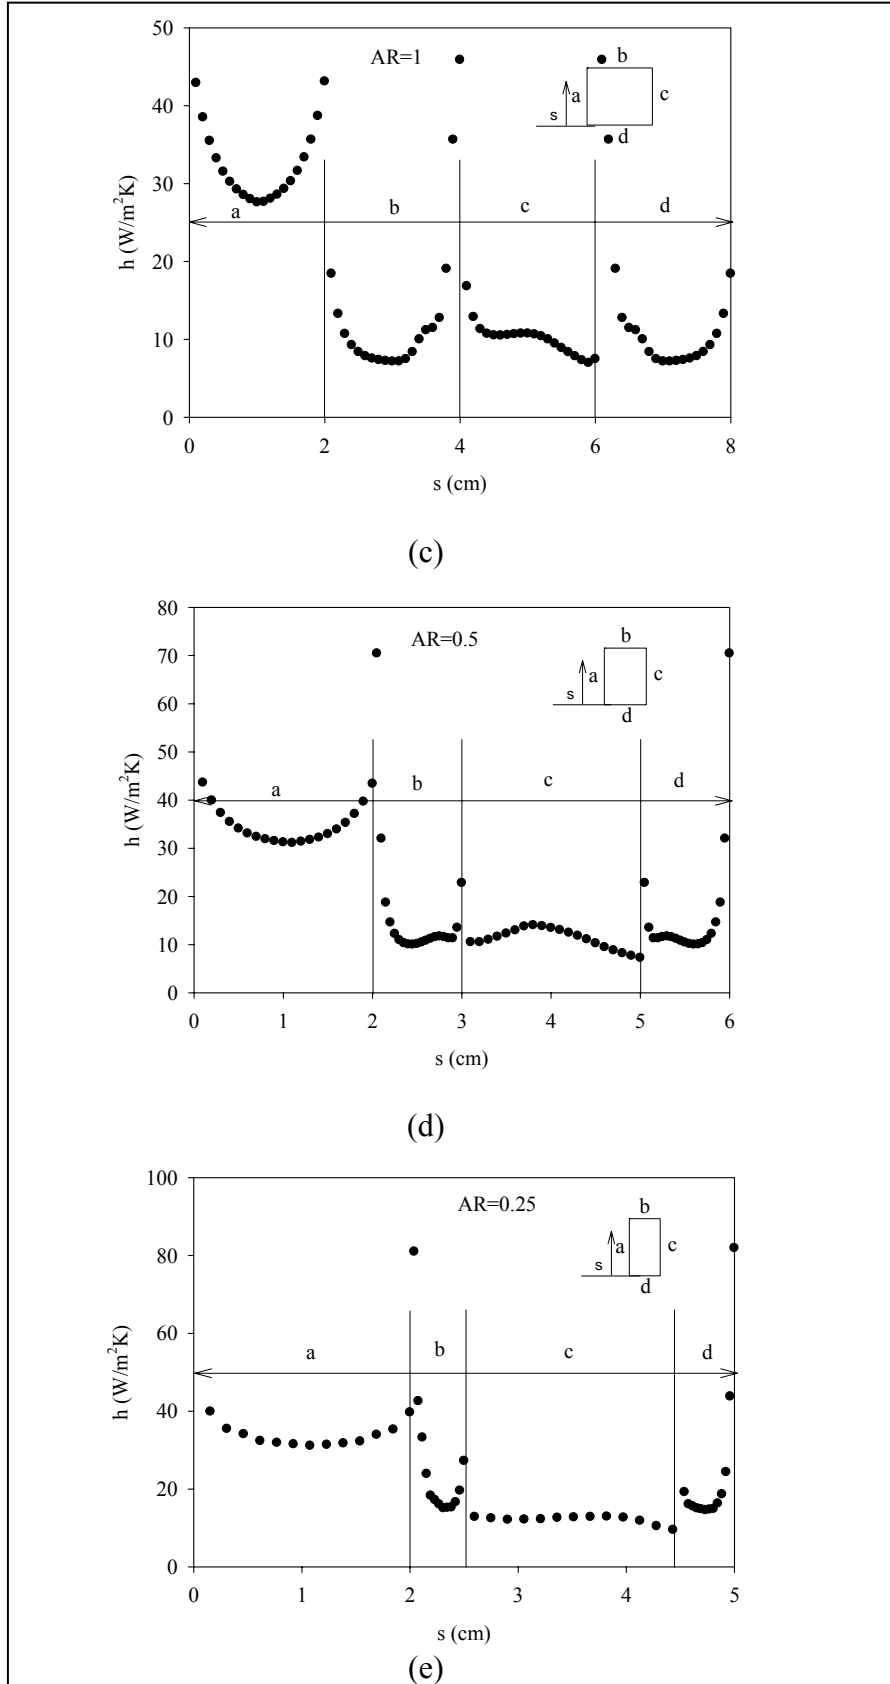 50
AR=1
b
a
c
s
d
40
30
20
10
0
a
b
c
d
h (W/m²K)
0 2 4 6 8
s (cm)
(c)
80
AR=0.5
b
a
c
s
d
70
60
50
40
30
20
10
0
a
b
c
d
h (W/m²K)
0 1 2 3 4 5 6
s (cm)
(d)
100
AR=0.25
b
a
c
s
d
80
60
40
20
0
a
b
c
d
h (W/m²K)
0 1 2 3 4 5
s (cm)
(e)